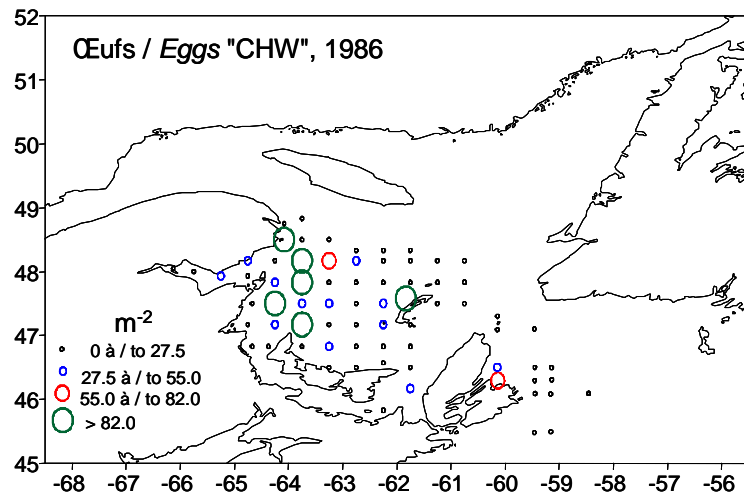 52
Œufs / Eggs "CHW", 1986
51
50
49
48
47
46
45
m-2
0 à / to 27.5
27.5 à / to 55.0
55.0 à / to 82.0
> 82.0
-68 -67 -66 -65 -64 -63 -62 -61 -60 -59 -58 -57 -56